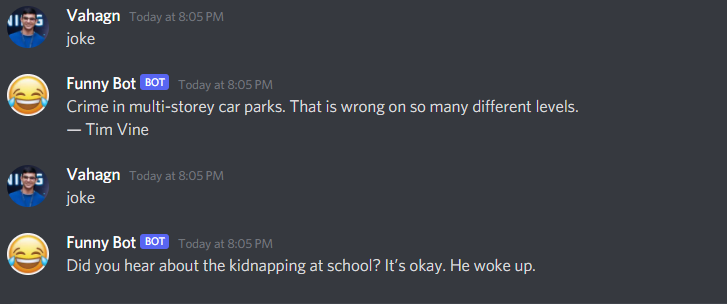 Vahagn Today at 8:05 PM
joke
Funny Bot BOT Today at 8:05 PM
Crime in multi-storey car parks. That is wrong on so many different levels.
— Tim Vine
Vahagn Today at 8:05 PM
joke
Funny Bot BOT Today at 8:05 PM
Did you hear about the kidnapping at school? It’s okay. He woke up.